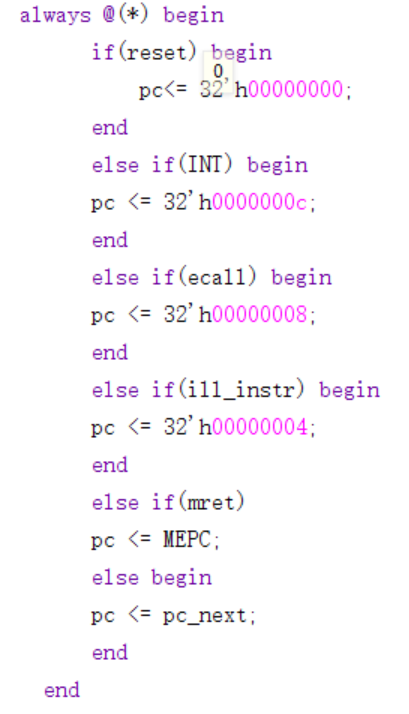 always @(*) begin
if(reset) begin
0,
pc<= 32'h00000000;
end
else if(INT) begin
pc <= 32'h0000000c;
end
else if(ecall) begin
pc <= 32'h00000008;
end
else if(ill_instr) begin
pc <= 32'h00000004;
end
else if(mret)
pc <= MEPC;
else begin
pc <= pc_next;
end
end